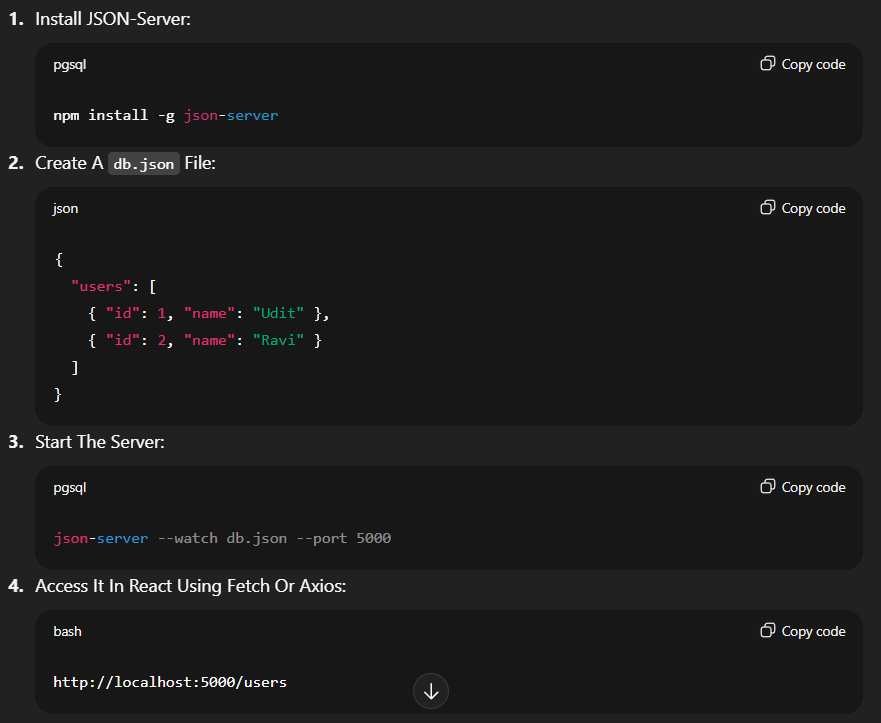 1. Install JSON-Server:
pgsql Copy code
npm install -g json-server
2. Create A db.json File:
json Copy code
{
  "users": [
    { "id": 1, "name": "Udit" },
    { "id": 2, "name": "Ravi" }
  ]
}
3. Start The Server:
pgsql Copy code
json-server --watch db.json --port 5000
4. Access It In React Using Fetch Or Axios:
bash Copy code
http://localhost:5000/users